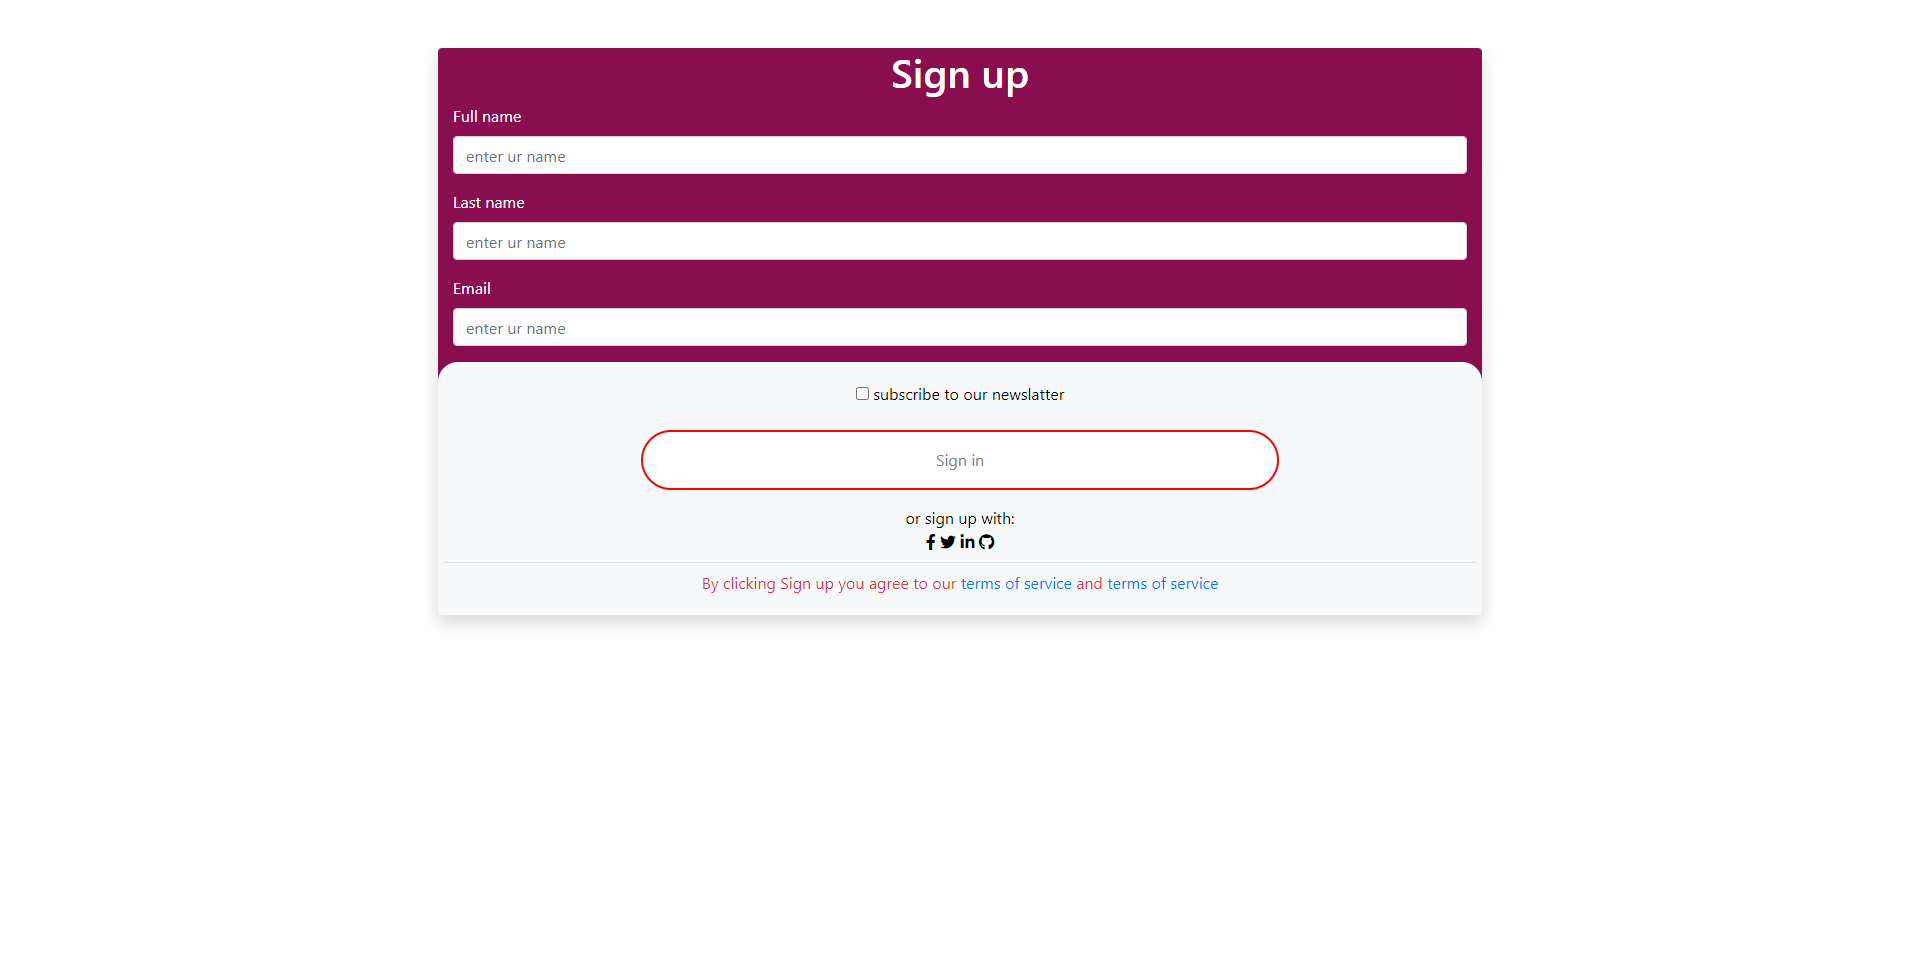 Sign up
Full name
enter ur name
Last name
enter ur name
Email
enter ur name
subscribe to our newslatter
Sign in
or sign up with:
By clicking Sign up you agree to our terms of service and terms of service